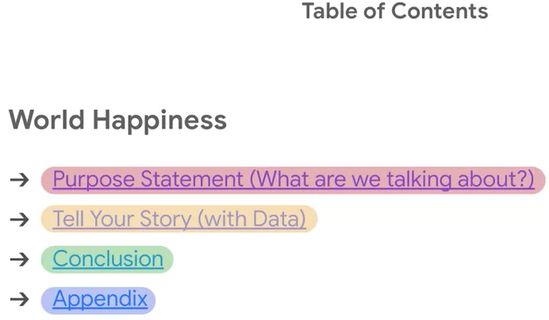 Table of Contents
World Happiness
→ Purpose Statement (What are we talking about?)
→ Tell Your Story (with Data)
→ Conclusion
→ Appendix